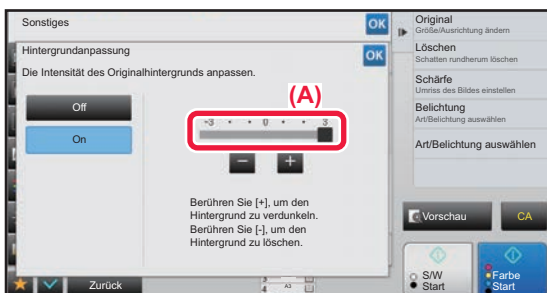 Sonstiges
OK
Hintergrundanpassung
OK
Die Intensität des Originalhintergrunds anpassen.
Off
On
(A)
-3 • • 0 • • 3
−
+
Berühren Sie [+], um den
Hintergrund zu verdunkeln.
Berühren Sie [-], um den
Hintergrund zu löschen.
Zurück
A3
4
Original
Größe/Ausrichtung ändern
Löschen
Schatten rundherum löschen
Schärfe
Umriss des Bildes einstellen
Belichtung
Art/Belichtung auswählen
Art/Belichtung auswählen
Vorschau
CA
S/W
Start
Farbe
Start